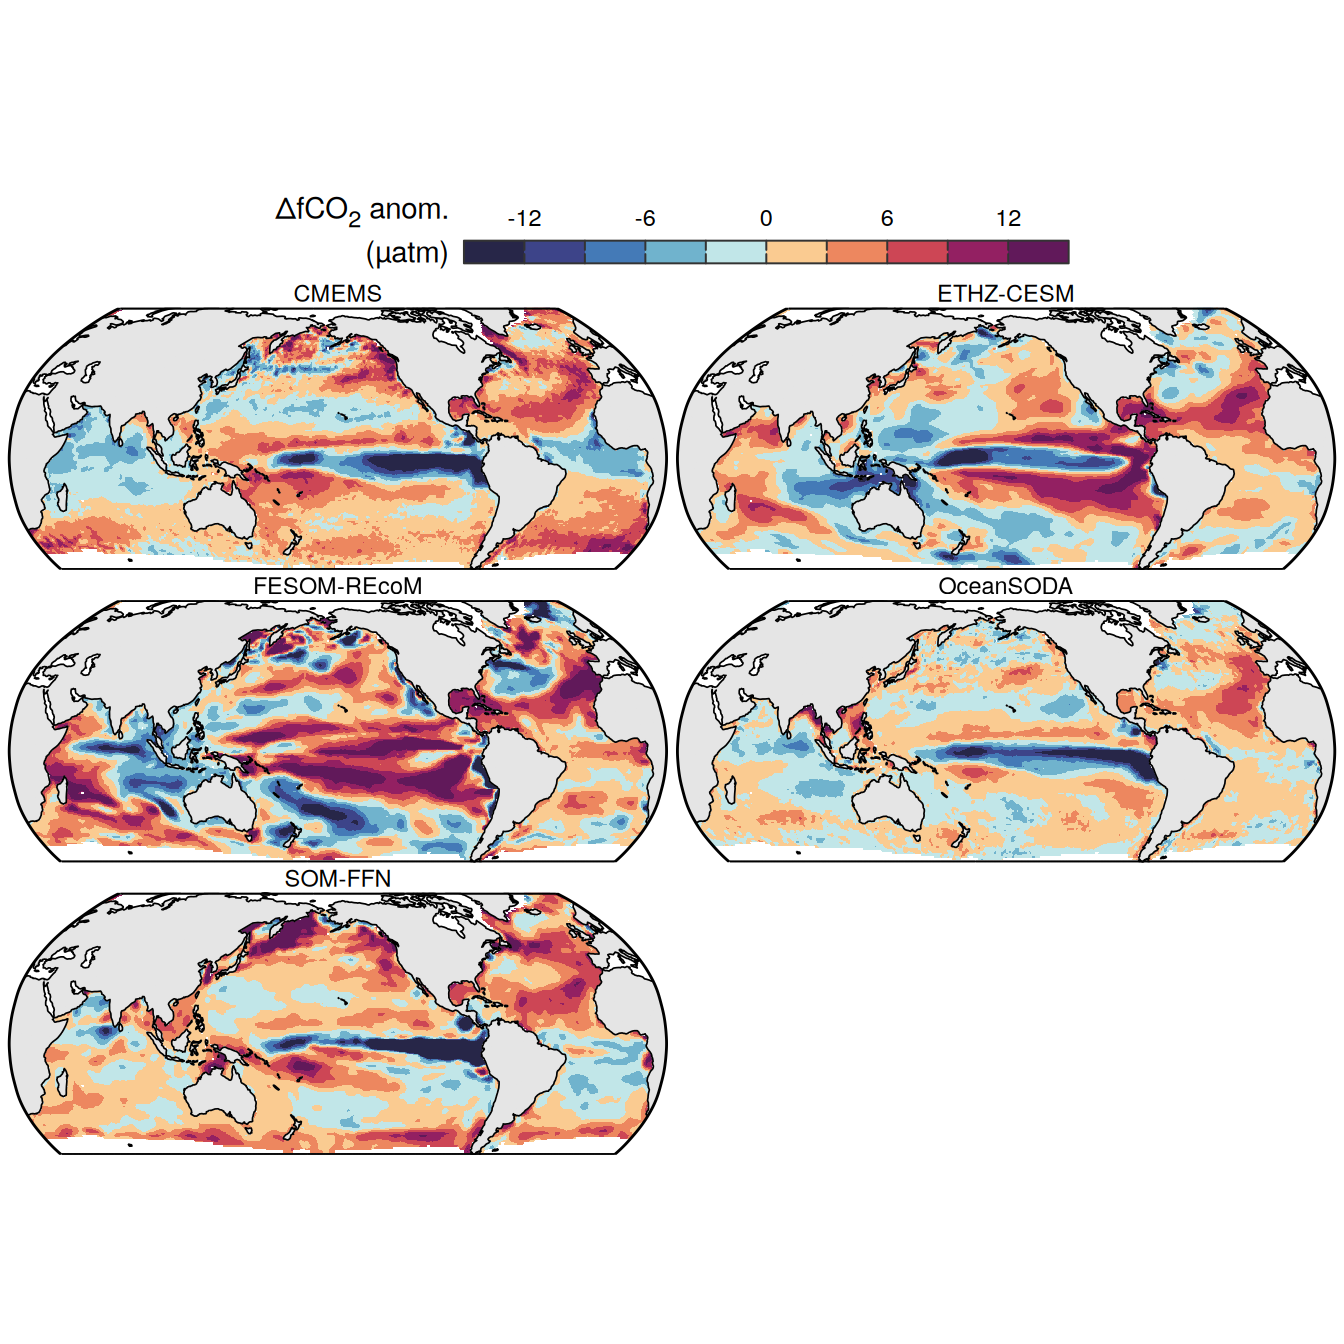 ΔfCO₂ anom.
(µatm)
-12 -6 0 6 12
CMEMS
ETHZ-CESM
FESOM-REcoM
OceanSODA
SOM-FFN